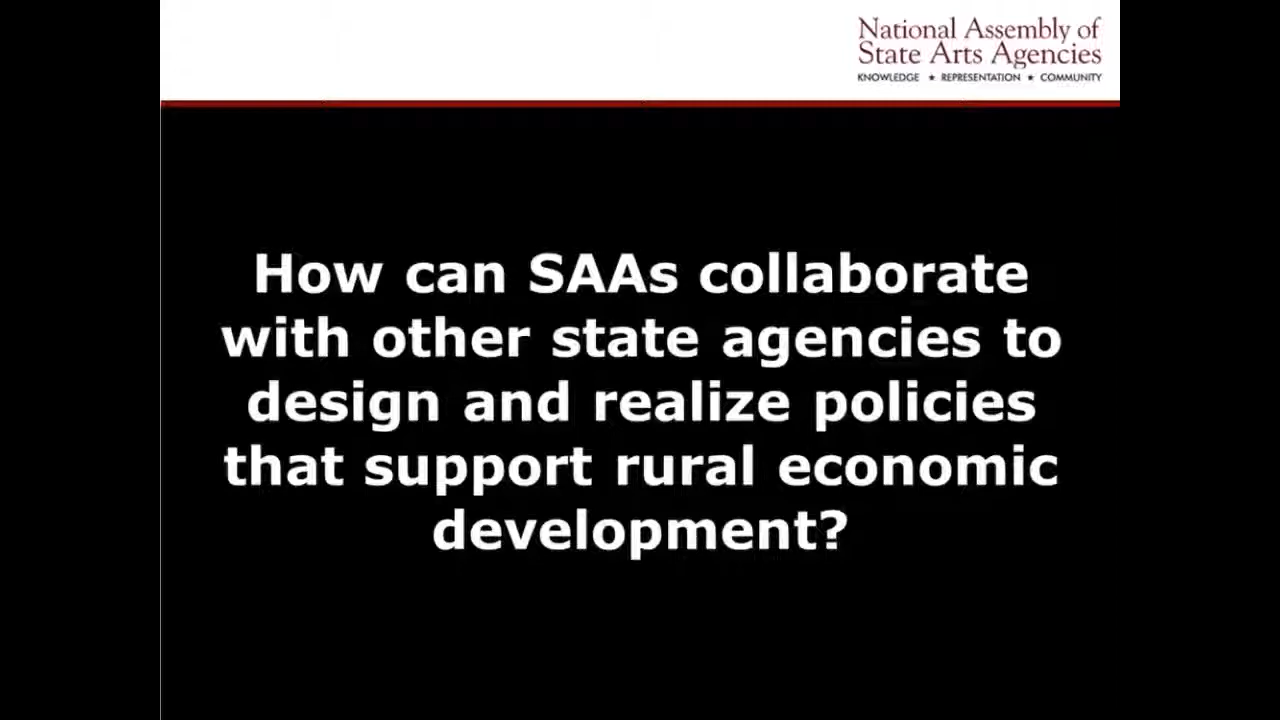 National Assembly of
State Arts Agencies
KNOWLEDGE ★ REPRESENTATION ★ COMMUNITY
How can SAAs collaborate
with other state agencies to
design and realize policies
that support rural economic
development?